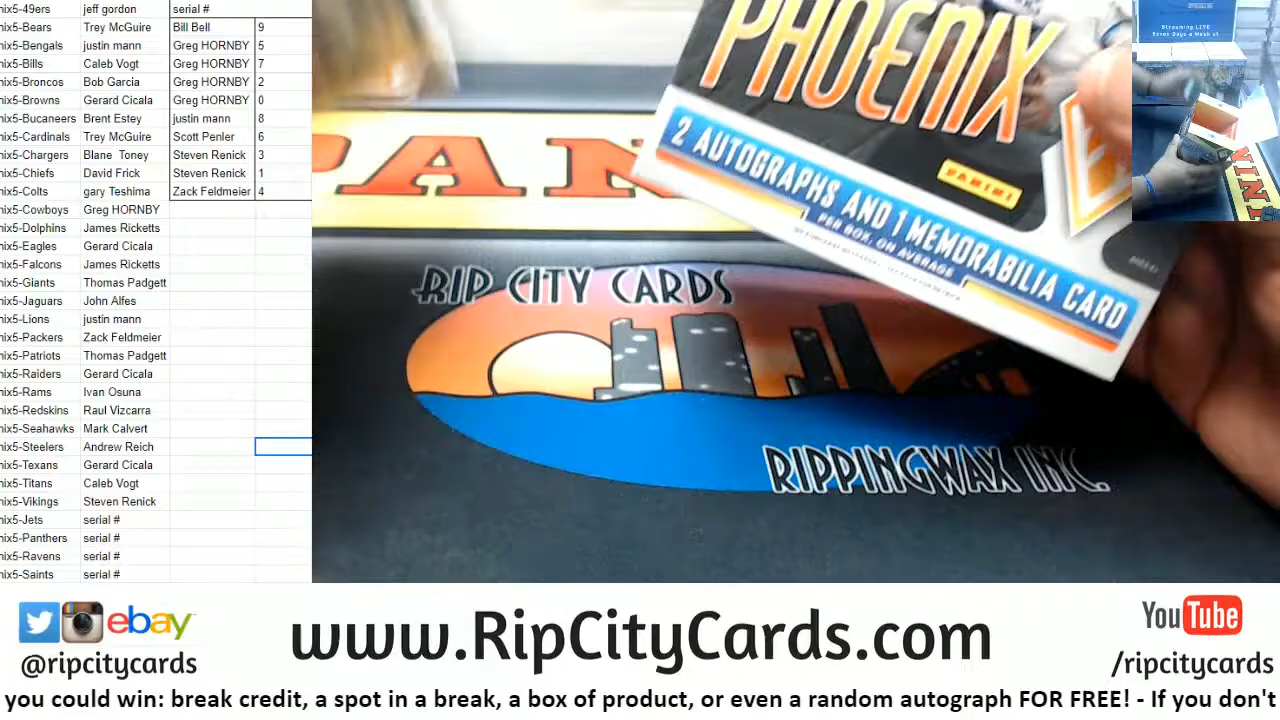 nix5-49ers jeff gordon serial #
nix5-Bears Trey McGuire Bill Bell 9
nix5-Bengals justin mann Greg HORNBY 5
nix5-Bills Caleb Vogt Greg HORNBY 7
nix5-Broncos Bob Garcia Greg HORNBY 2
nix5-Browns Gerard Cicala Greg HORNBY 0
nix5-Bucaneers Brent Estey justin mann 8
nix5-Cardinals Trey McGuire Scott Penler 6
nix5-Chargers Blane Toney Steven Renick 3
nix5-Chiefs David Frick Steven Renick 1
nix5-Colts gary Teshima Zack Feldmeier 4
nix5-Cowboys Greg HORNBY
nix5-Dolphins James Ricketts
nix5-Eagles Gerard Cicala
nix5-Falcons James Ricketts
nix5-Giants Thomas Padgett
nix5-Jaguars John Alfes
nix5-Lions justin mann
nix5-Packers Zack Feldmeier
nix5-Patriots Thomas Padgett
nix5-Raiders Gerard Cicala
nix5-Rams Ivan Osuna
nix5-Redskins Raul Vizcarra
nix5-Seahawks Mark Calvert
nix5-Steelers Andrew Reich
nix5-Texans Gerard Cicala
nix5-Titans Caleb Vogt
nix5-Vikings Steven Renick
nix5-Jets serial #
nix5-Panthers serial #
nix5-Ravens serial #
nix5-Saints serial #
PHOENIX
PANINI
2 AUTOGRAPHS AND 1 MEMORABILIA CARD
PER BOX, ON AVERAGE
PANI
Streaming LIVE
Seven Days a Week at
NINI
RIP CITY CARDS
RIPPINGWAX INC.
ebay
@ripcitycards
www.RipCityCards.com
YouTube
/ripcitycards
you could win: break credit, a spot in a break, a box of product, or even a random autograph FOR FREE! - If you don't